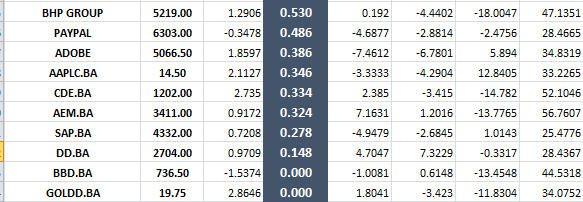 BHP GROUP 5219.00 1.2906 0.530 0.192 -4.4402 -18.0047 47.1351
PAYPAL 6303.00 -0.3478 0.486 -4.6877 -2.8814 -2.4756 28.4665
ADOBE 5066.50 1.8597 0.386 -7.4612 -6.7801 5.894 34.8319
AAPLC.BA 14.50 2.1127 0.346 -3.3333 -4.2904 12.8405 33.2265
CDE.BA 1202.00 2.735 0.334 2.385 -3.415 -14.782 52.1046
AEM.BA 3411.00 0.9172 0.324 7.1631 1.2016 -13.7765 56.7607
SAP.BA 4332.00 0.7208 0.278 -4.9479 -2.6845 1.0143 25.4776
DD.BA 2704.00 0.9709 0.148 4.7047 7.3229 -0.3317 28.4367
BBD.BA 736.50 -1.5374 0.000 -1.0081 0.6148 -13.4548 44.5318
GOLDD.BA 19.75 2.8646 0.000 1.8041 -3.423 -11.8304 34.0752